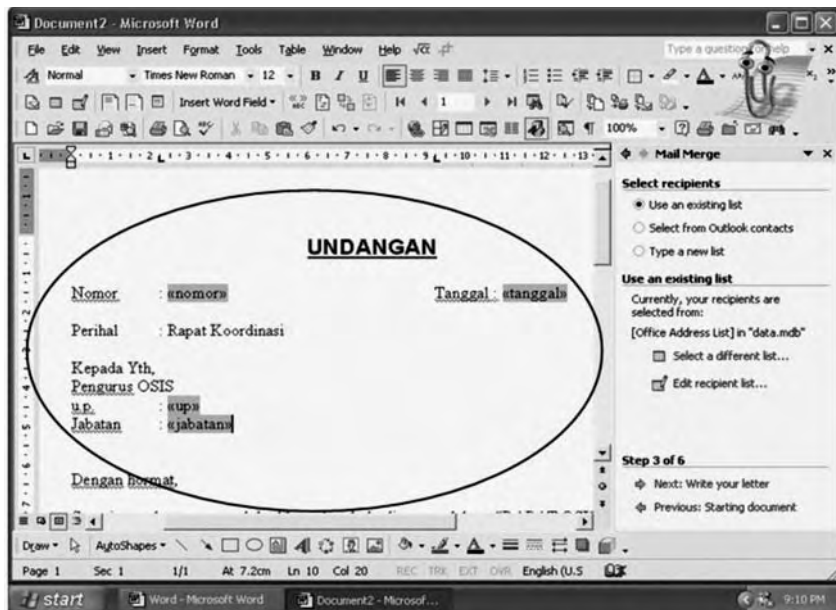 Document2 - Microsoft Word
File Edit View Insert Format Tools Table Window Help
Type a question for help
Normal Times New Roman 12 B I U
Insert Word Field 1
100%
Mail Merge
Select recipients
Use an existing list
Select from Outlook contacts
Type a new list
Use an existing list
Currently, your recipients are
selected from:
[Office Address List] in "data.mdb"
Select a different list...
Edit recipient list...
Step 3 of 6
Next: Write your letter
Previous: Starting document
UNDANGAN
Nomor : «nomor» Tanggal : «tanggal»
Perihal : Rapat Koordinasi
Kepada Yth,
Pengurus OSIS
u.p. : «up»
Jabatan : «jabatan»
Dengan hormat,
Draw AutoShapes
Page 1 Sec 1 1/1 At 7.2cm Ln 10 Col 20 REC TRK EXT OVR English (U.S
start Word - Microsoft Word Document2 - Microsof... 9:10 PM